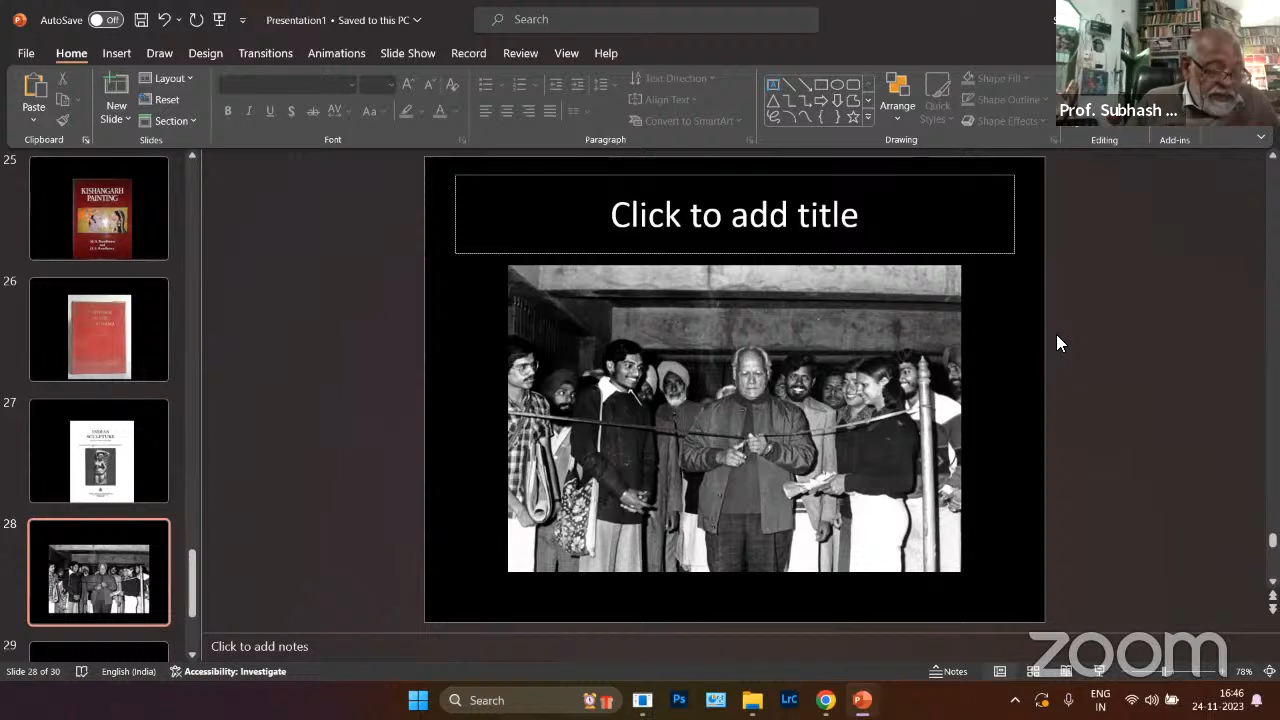 AutoSave Off Presentation1 • Saved to this PC Search
File Home Insert Draw Design Transitions Animations Slide Show Record Review View Help
Paste
New
Slide
Layout
Reset
Section
Text Direction
Align Text
Convert to SmartArt
Arrange
Quick
Styles
Shape Fill
Shape Outline
Shape Effects
Clipboard Slides Font Paragraph Drawing Editing Add-ins
Prof. Subhash ...
25
KISHANGARH
PAINTING
26
27
INDIAN
SCULPTURE
28
29
Click to add title
Click to add notes
zoom
Slide 28 of 30 English (India) Accessibility: Investigate Notes 78%
Search Ps LrC ENG
IN
16:46
24-11-2023